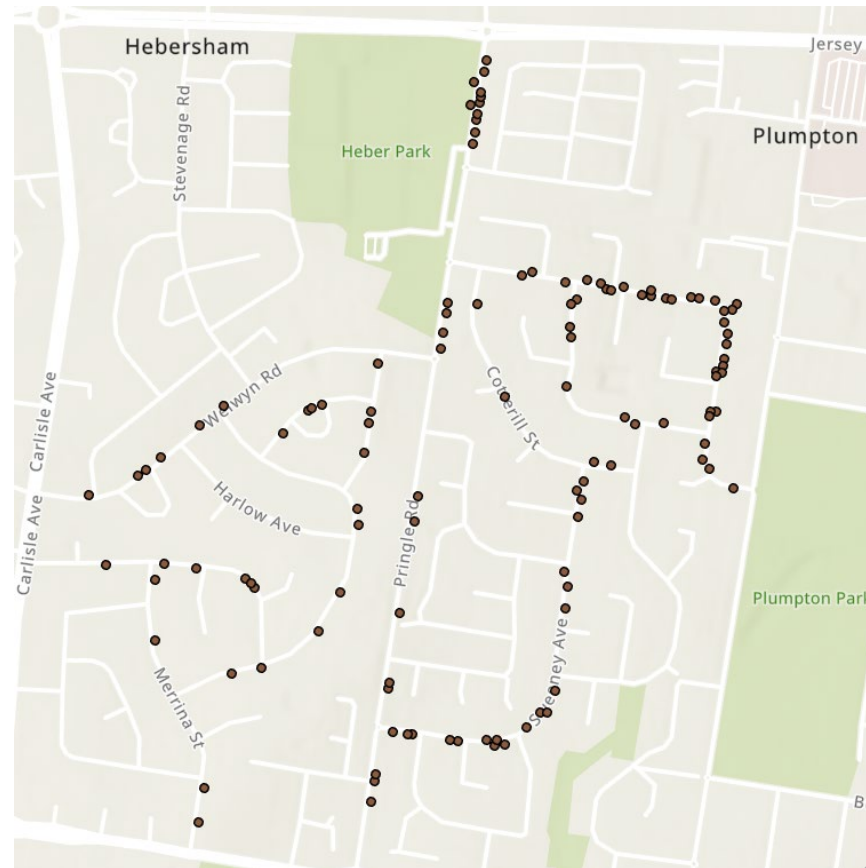 Hebersham
Jersey
Stevenage Rd
Plumpton
Heber Park
Welwyn Rd
Cotterill St
Carlisle Ave
Carlisle Ave
Harlow Ave
Pringle Rd
Plumpton Park
Sweeney Ave
Merrina St
B